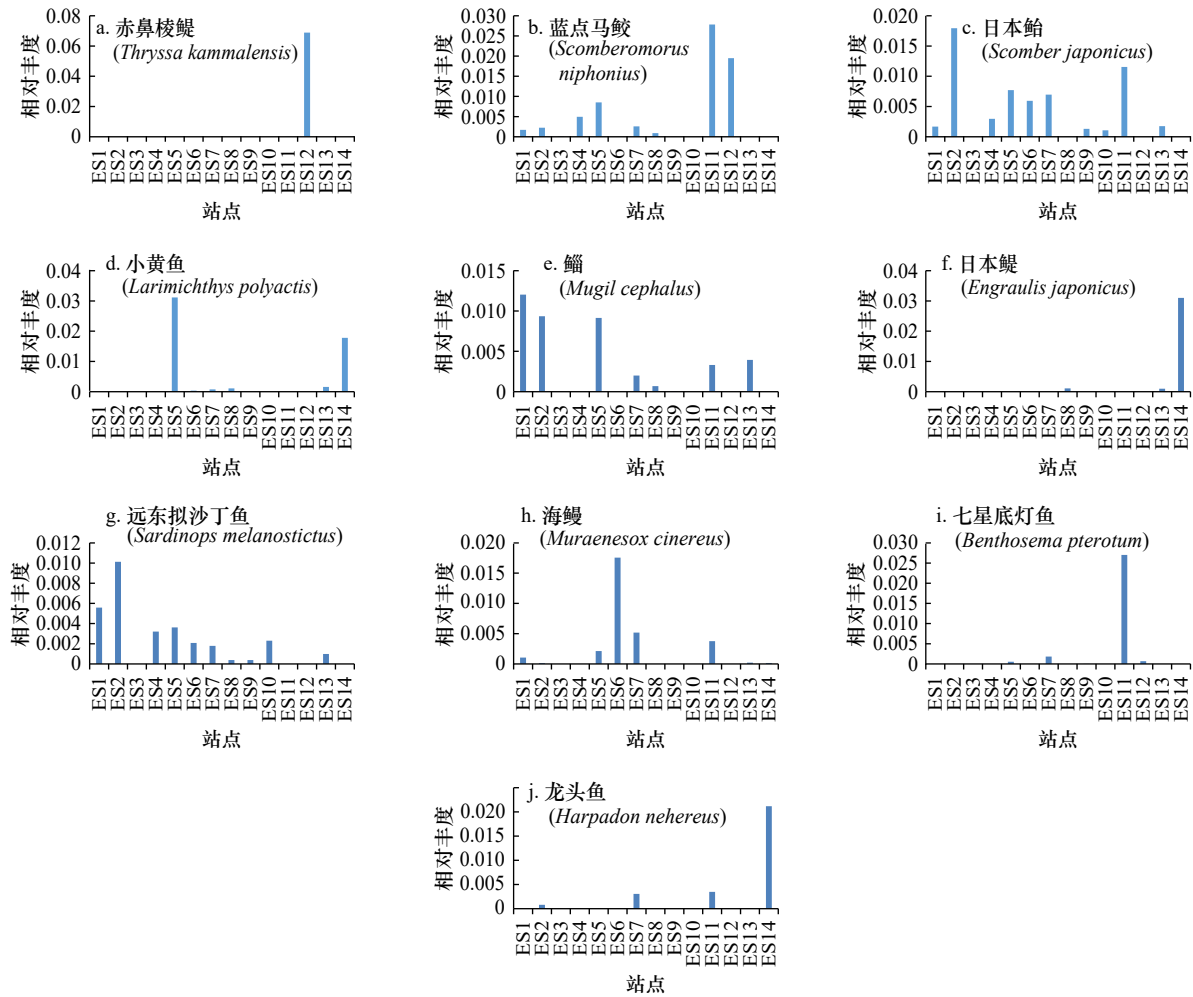 a. 赤鼻棱鳀
(Thryssa kammalensis)
相对丰度
0.08
0.06
0.04
0.02
0
ES1
ES2
ES3
ES4
ES5
ES6
ES7
ES8
ES9
ES10
ES11
ES12
ES13
ES14
站点
b. 蓝点马鲛
(Scomberomorus
niphonius)
相对丰度
0.030
0.025
0.020
0.015
0.010
0.005
0
ES1
ES2
ES3
ES4
ES5
ES6
ES7
ES8
ES9
ES10
ES11
ES12
ES13
ES14
站点
c. 日本鲐
(Scomber japonicus)
相对丰度
0.020
0.015
0.010
0.005
0
ES1
ES2
ES3
ES4
ES5
ES6
ES7
ES8
ES9
ES10
ES11
ES12
ES13
ES14
站点
d. 小黄鱼
(Larimichthys polyactis)
相对丰度
0.04
0.03
0.02
0.01
0
ES1
ES2
ES3
ES4
ES5
ES6
ES7
ES8
ES9
ES10
ES11
ES12
ES13
ES14
站点
e. 鲻
(Mugil cephalus)
相对丰度
0.015
0.010
0.005
0
ES1
ES2
ES3
ES4
ES5
ES6
ES7
ES8
ES9
ES10
ES11
ES12
ES13
ES14
站点
f. 日本鳀
(Engraulis japonicus)
相对丰度
0.04
0.03
0.02
0.01
0
ES1
ES2
ES3
ES4
ES5
ES6
ES7
ES8
ES9
ES10
ES11
ES12
ES13
ES14
站点
g. 远东拟沙丁鱼
(Sardinops melanostictus)
相对丰度
0.012
0.010
0.008
0.006
0.004
0.002
0
ES1
ES2
ES3
ES4
ES5
ES6
ES7
ES8
ES9
ES10
ES11
ES12
ES13
ES14
站点
h. 海鳗
(Muraenesox cinereus)
相对丰度
0.020
0.015
0.010
0.005
0
ES1
ES2
ES3
ES4
ES5
ES6
ES7
ES8
ES9
ES10
ES11
ES12
ES13
ES14
站点
i. 七星底灯鱼
(Benthosema pterotum)
相对丰度
0.030
0.025
0.020
0.015
0.010
0.005
0
ES1
ES2
ES3
ES4
ES5
ES6
ES7
ES8
ES9
ES10
ES11
ES12
ES13
ES14
站点
j. 龙头鱼
(Harpadon nehereus)
相对丰度
0.020
0.015
0.010
0.005
0
ES1
ES2
ES3
ES4
ES5
ES6
ES7
ES8
ES9
ES10
ES11
ES12
ES13
ES14
站点